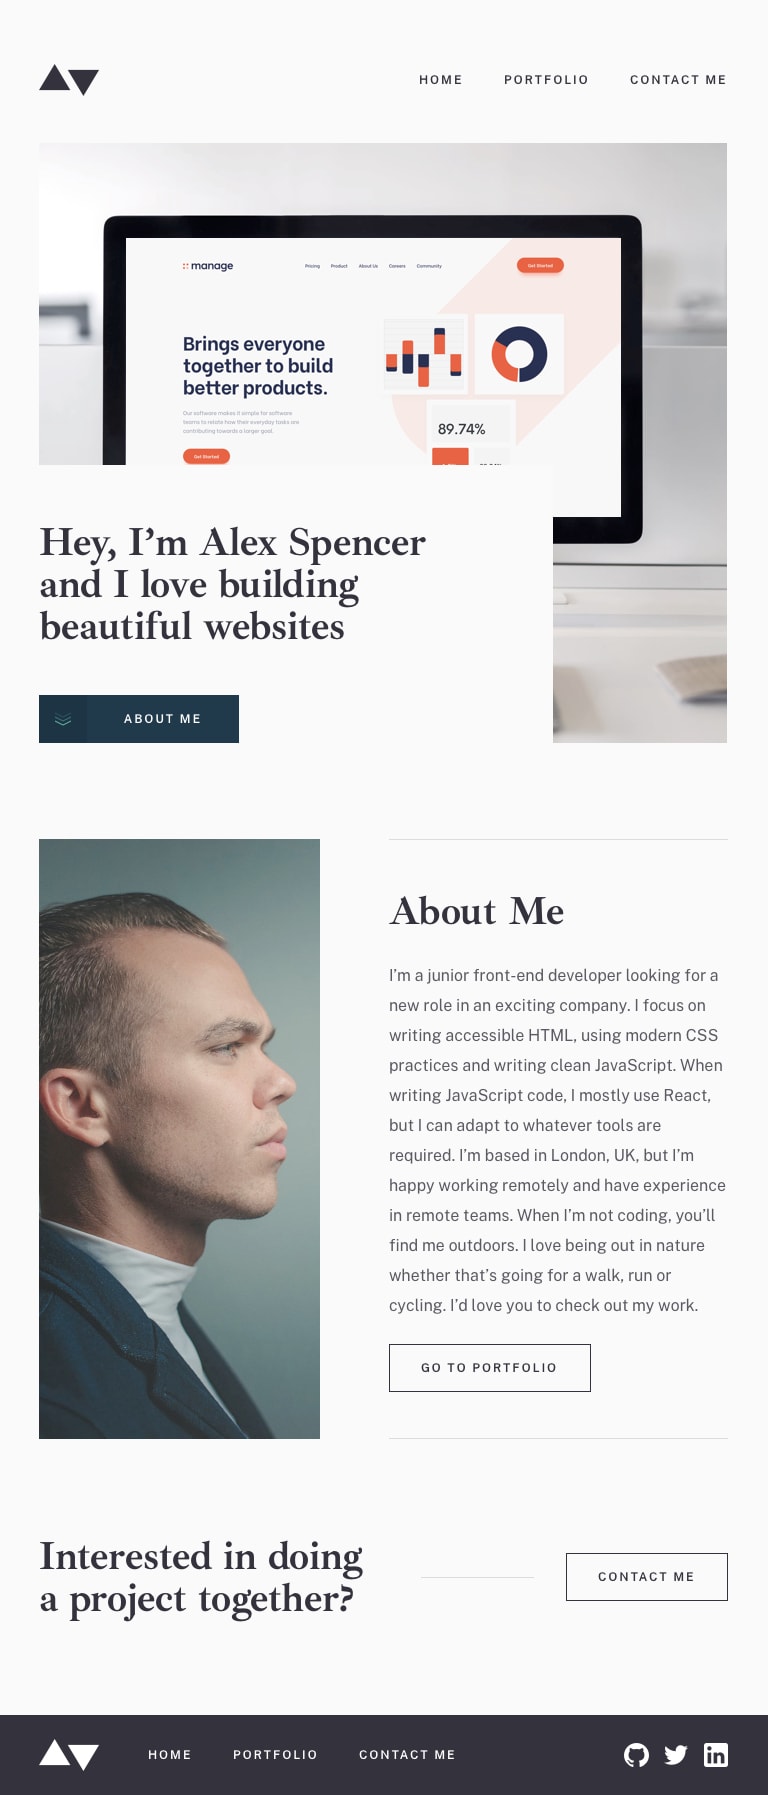 HOME PORTFOLIO CONTACT ME
manage Pricing Product About Us Careers Community Get Started
Brings everyone
together to build
better products.
Our software makes it simple for software
teams to relate how their everyday tasks are
contributing towards a larger goal.
Get Started
89.74%
Hey, I’m Alex Spencer
and I love building
beautiful websites
ABOUT ME
About Me
I’m a junior front-end developer looking for a
new role in an exciting company. I focus on
writing accessible HTML, using modern CSS
practices and writing clean JavaScript. When
writing JavaScript code, I mostly use React,
but I can adapt to whatever tools are
required. I’m based in London, UK, but I’m
happy working remotely and have experience
in remote teams. When I’m not coding, you’ll
find me outdoors. I love being out in nature
whether that’s going for a walk, run or
cycling. I’d love you to check out my work.
GO TO PORTFOLIO
Interested in doing
a project together?
CONTACT ME
HOME PORTFOLIO CONTACT ME
in